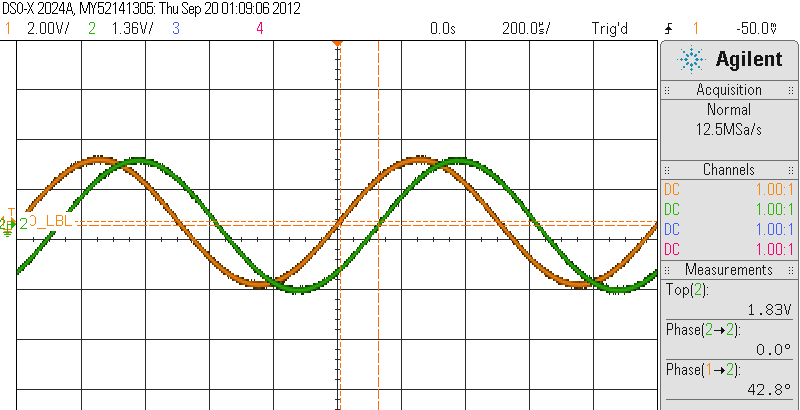 DSO-X 2024A, MY52141305: Thu Sep 20 01:09:06 2012
1 2.00V/ 2 1.36V/ 3 4 0.0s 200.0us/ Trig'd 1 -50.0mV
Agilent
Acquisition
Normal
12.5MSa/s
Channels
DC 1.00:1
DC 1.00:1
DC 1.00:1
DC 1.00:1
Measurements
Top(2):
1.83V
Phase(2→2):
0.0°
Phase(1→2):
42.8°
T
2 O_LBL